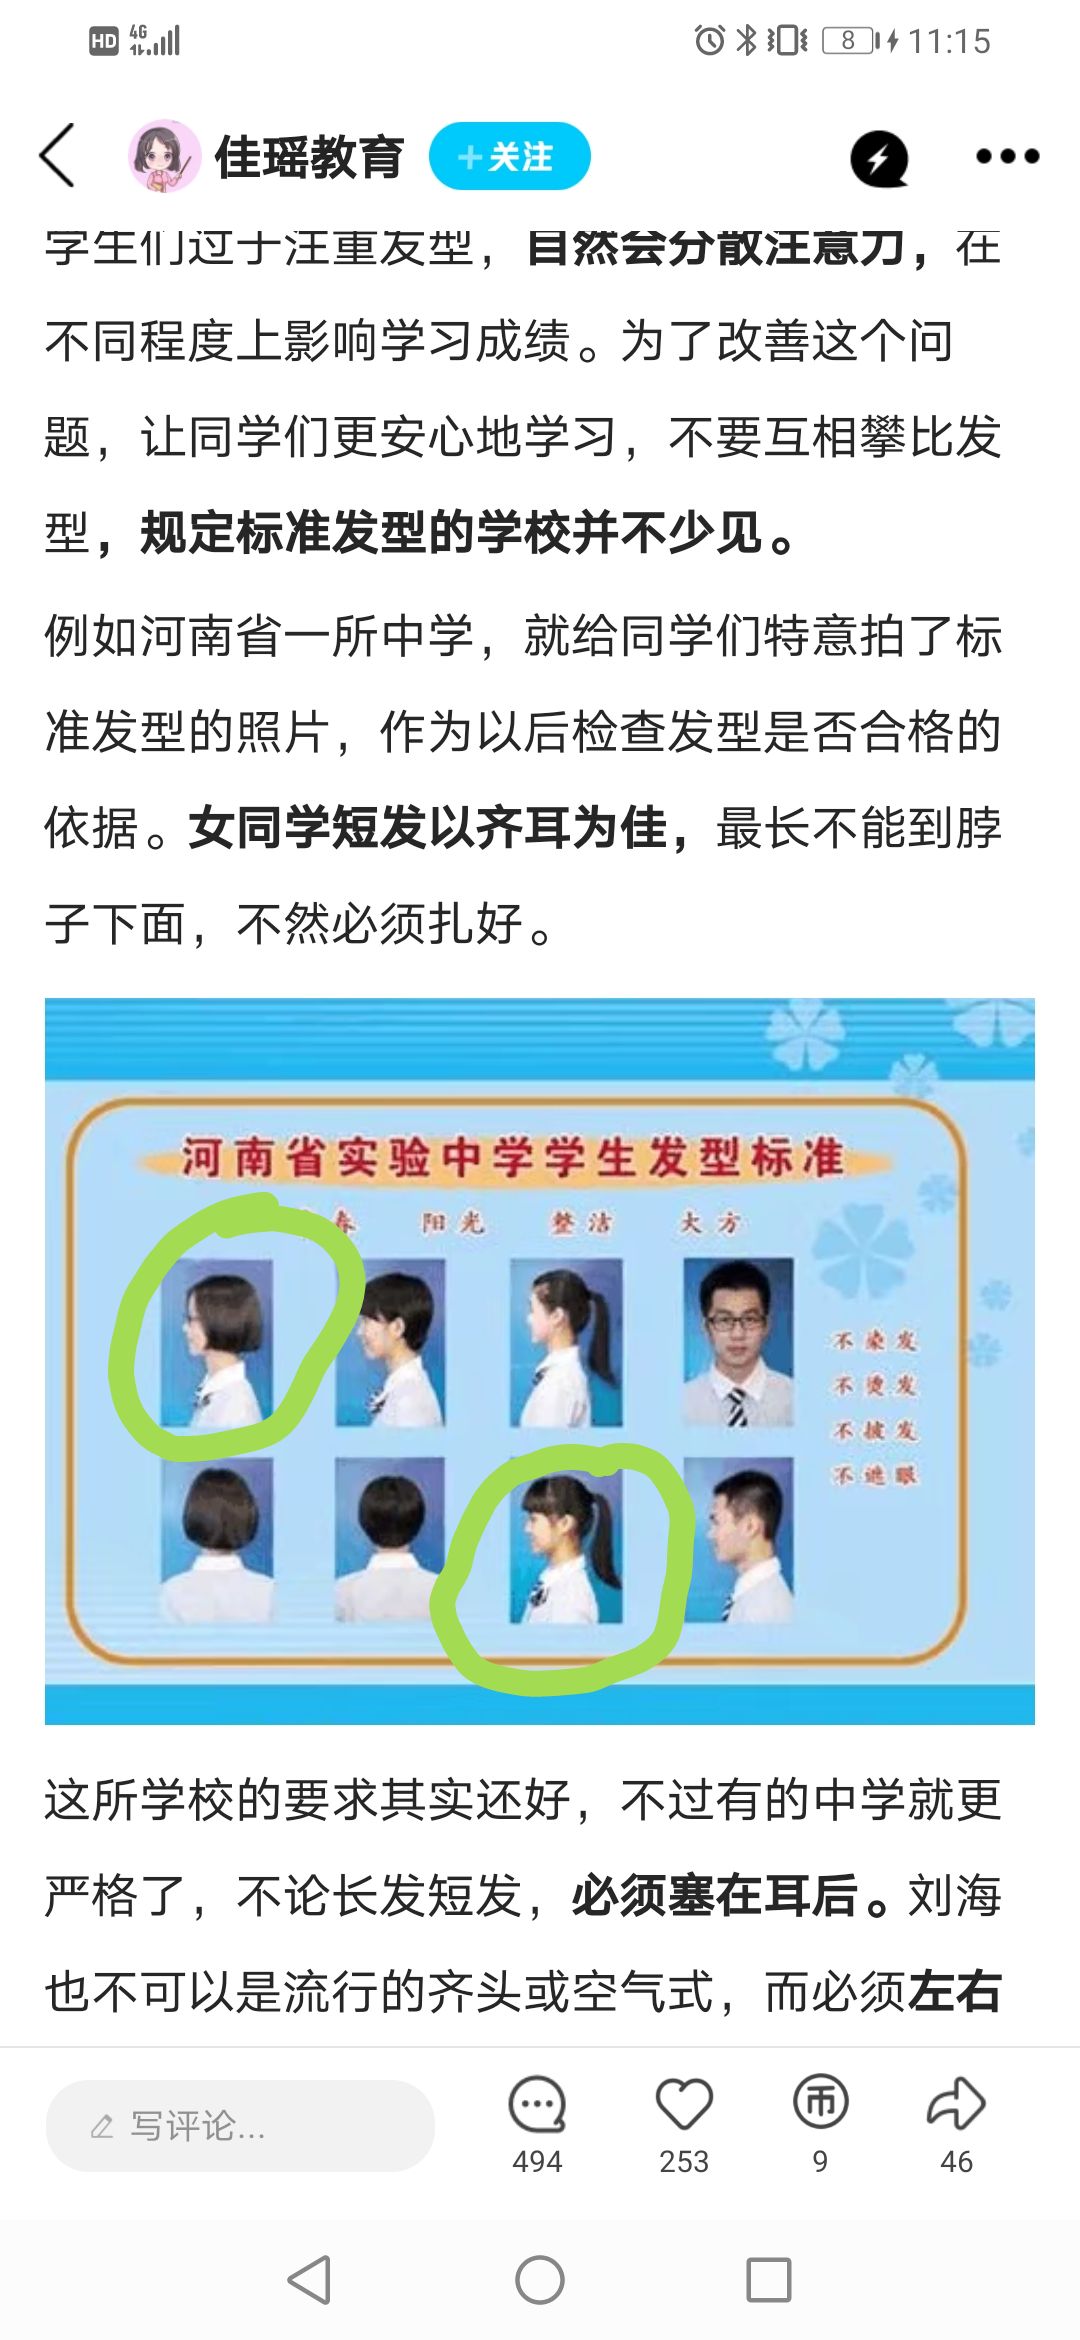 HD 4G 8 11:15
佳瑶教育 +关注
学生们过于注重发型，自然会分散注意力，在
不同程度上影响学习成绩。为了改善这个问
题，让同学们更安心地学习，不要互相攀比发
型，规定标准发型的学校并不少见。
例如河南省一所中学，就给同学们特意拍了标
准发型的照片，作为以后检查发型是否合格的
依据。女同学短发以齐耳为佳，最长不能到脖
子下面，不然必须扎好。
河南省实验中学学生发型标准
春 阳光 整洁 大方
不染发
不烫发
不披发
不遮眼
这所学校的要求其实还好，不过有的中学就更
严格了，不论长发短发，必须塞在耳后。刘海
也不可以是流行的齐头或空气式，而必须左右
写评论...
494 253 9 46